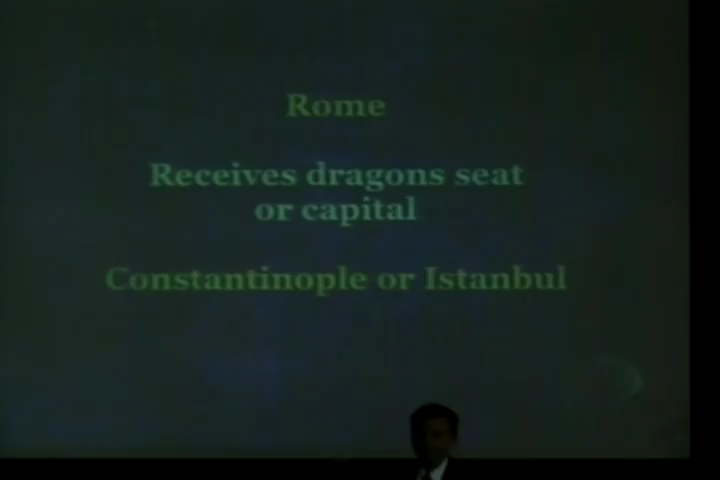 Rome
Receives dragons seat
or capital
Constantinople or Istanbul